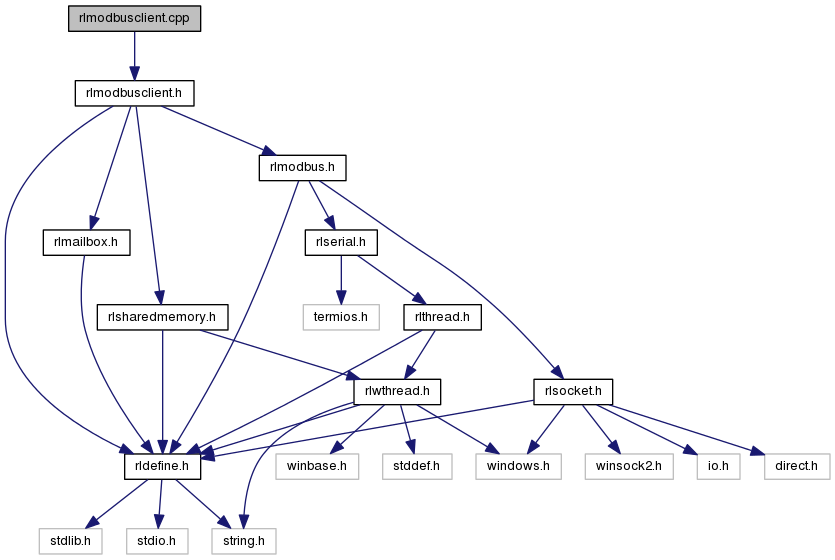 rlmodbusclient.cpp
rlmodbusclient.h
rlmodbus.h
rlmailbox.h
rlserial.h
rlsharedmemory.h
termios.h
rlthread.h
rlwthread.h
rlsocket.h
rldefine.h
winbase.h
stddef.h
windows.h
winsock2.h
io.h
direct.h
stdlib.h
stdio.h
string.h